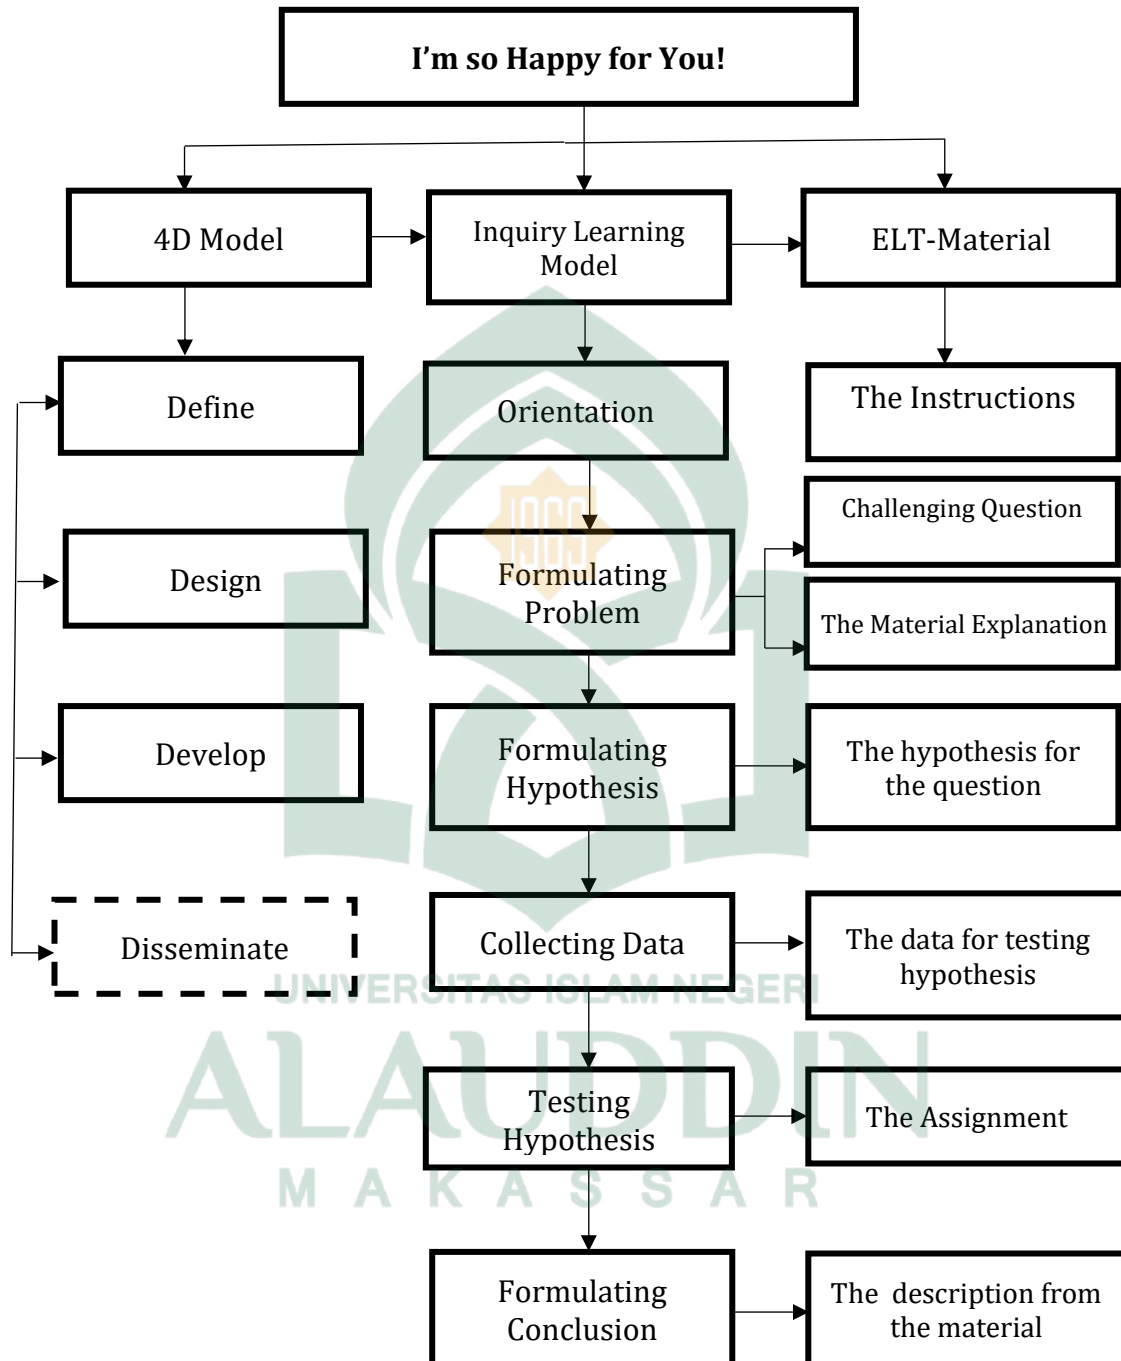 I'm so Happy for You!
4D Model
Inquiry Learning
Model
ELT-Material
Define
Orientation
The Instructions
Challenging Question
Design
Formulating
Problem
The Material Explanation
Develop
Formulating
Hypothesis
The hypothesis for
the question
Disseminate
Collecting Data
The data for testing
hypothesis
UNIVERSITAS ISLAM NEGERI
ALAUDDIN
Testing
Hypothesis
The Assignment
MAKASSAR
Formulating
Conclusion
The description from
the material